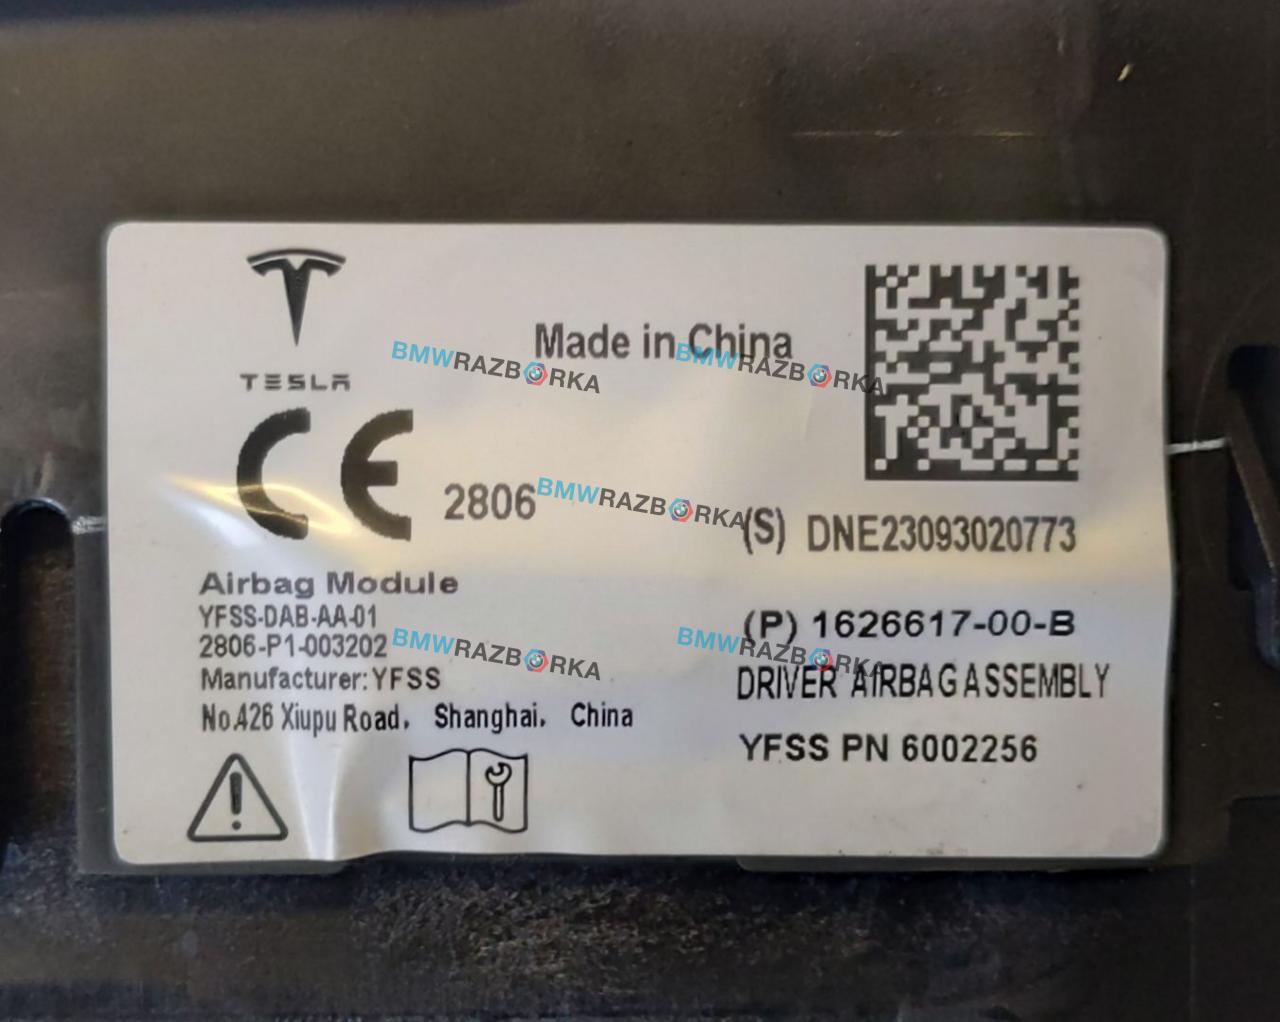 TESLA
Made in China
2806
(S) DNE23093020773
Airbag Module
YFSS-DAB-AA-01
2806-P1-003202
Manufacturer: YFSS
No.426 Xiupu Road, Shanghai, China
(P) 1626617-00-B
DRIVER AIRBAG ASSEMBLY
YFSS PN 6002256
BMWRAZBORKA
BMWRAZBORKA
BMWRAZBORKA
BMWRAZBORKA
BMWRAZBORKA